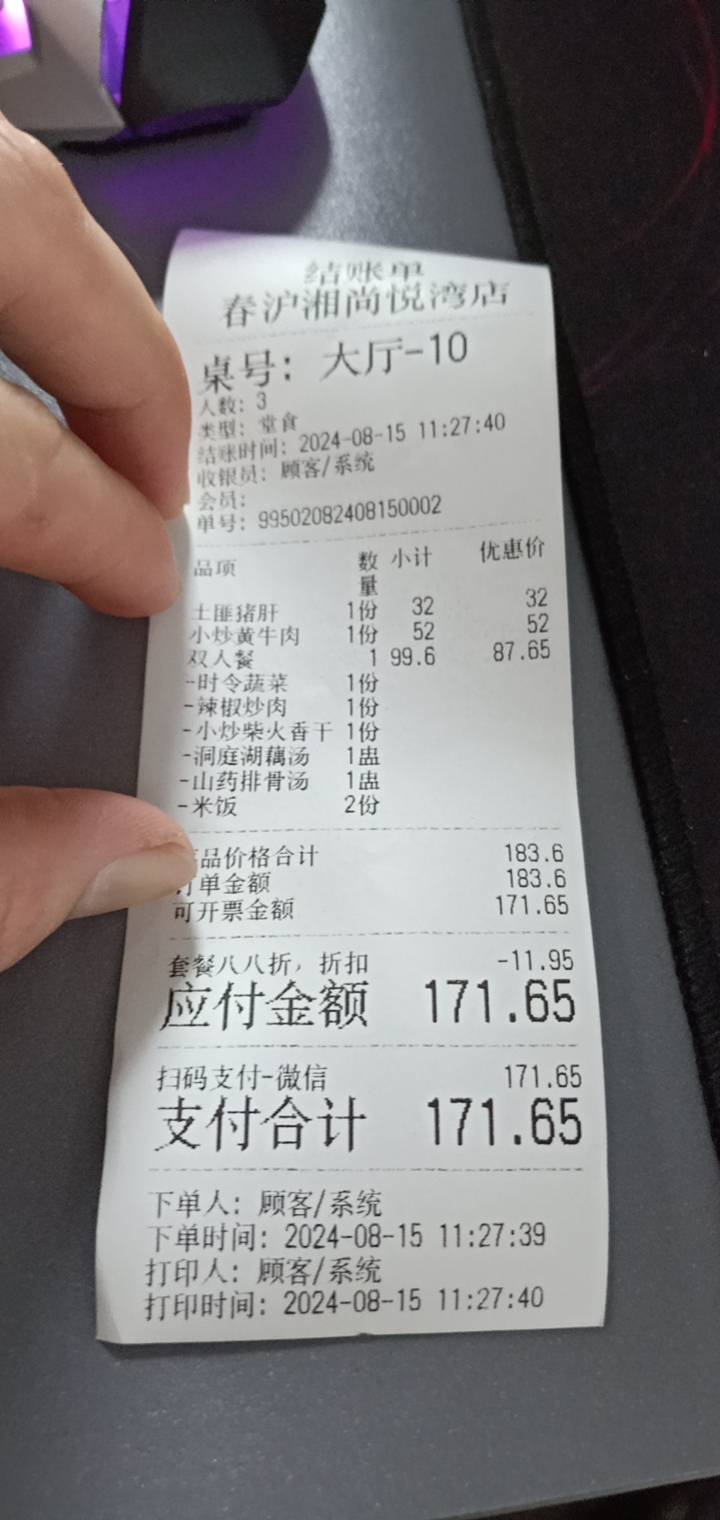 结账单
春沪湘尚悦湾店
桌号: 大厅-10
人数: 3
类型: 堂食
结账时间: 2024-08-15 11:27:40
收银员: 顾客/系统
会员:
单号: 99502082408150002
品项 数量 小计 优惠价
土匪猪肝 1份 32 32
小炒黄牛肉 1份 52 52
双人餐 1 99.6 87.65
-时令蔬菜 1份
-辣椒炒肉 1份
-小炒柴火香干 1份
-洞庭湖藕汤 1盅
-山药排骨汤 1盅
-米饭 2份
品价格合计 183.6
订单金额 183.6
可开票金额 171.65
套餐八八折，折扣 -11.95
应付金额 171.65
扫码支付-微信 171.65
支付合计 171.65
下单人: 顾客/系统
下单时间: 2024-08-15 11:27:39
打印人: 顾客/系统
打印时间: 2024-08-15 11:27:40